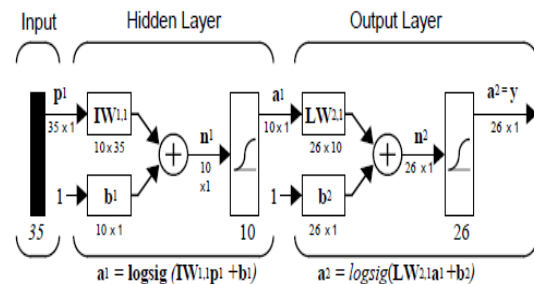 Input Hidden Layer Output Layer
p1 a1 a2 = y
35 x 1 IW1,1 10 x 1 LW2,1 26 x 1
10 x 35 n1 26 x 10 n2
10 x1 26 x 1
1 b1 1 b2
35 10 x 1 10 26 x 1 26
a1 = logsig (IW1,1p1 +b1) a2 = logsig(LW2,1a1+b2)